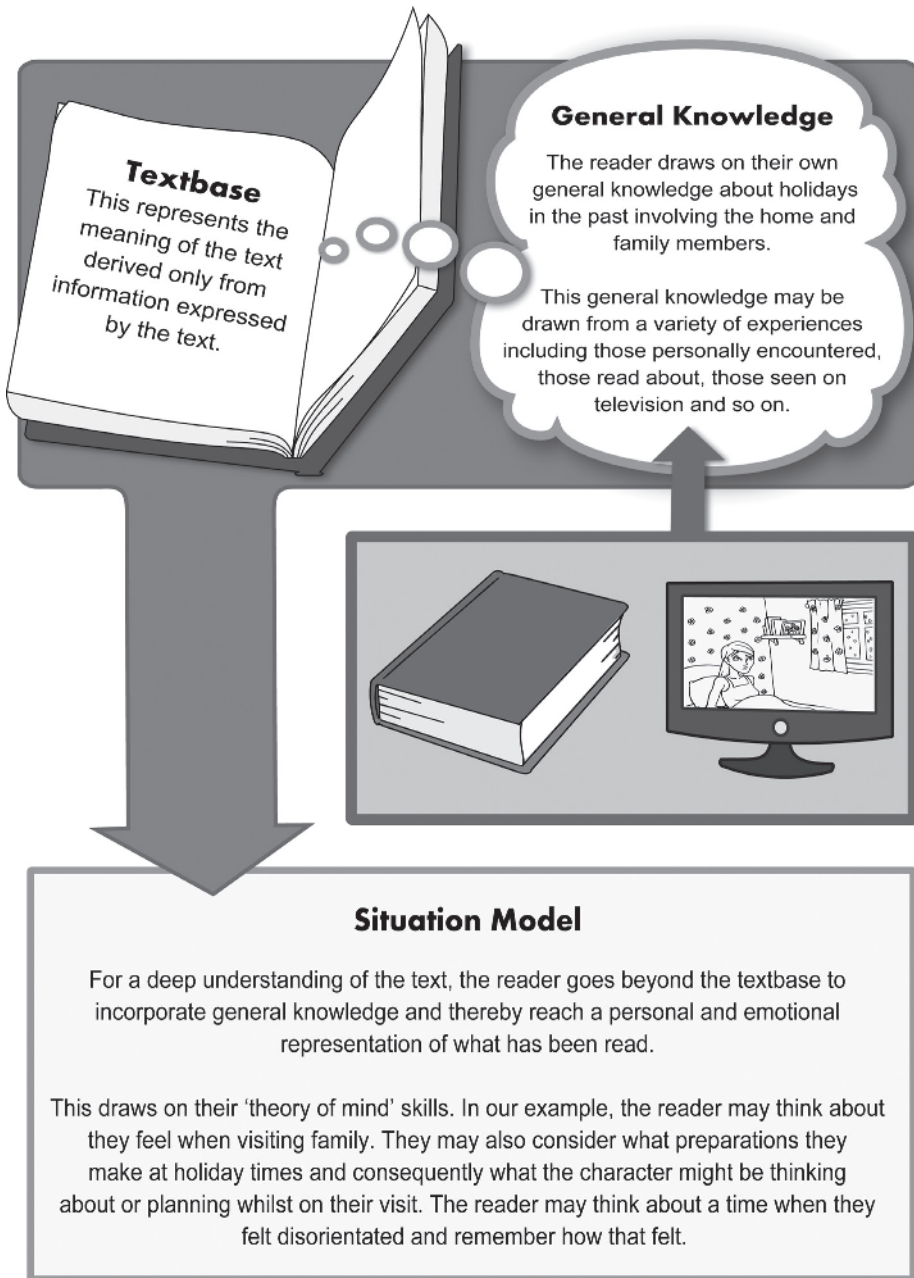 Textbase
This represents the
meaning of the text
derived only from
information expressed
by the text.
General Knowledge
The reader draws on their own
general knowledge about holidays
in the past involving the home and
family members.
This general knowledge may be
drawn from a variety of experiences
including those personally encountered,
those read about, those seen on
television and so on.
Situation Model
For a deep understanding of the text, the reader goes beyond the textbase to
incorporate general knowledge and thereby reach a personal and emotional
representation of what has been read.
This draws on their ‘theory of mind’ skills. In our example, the reader may think about
they feel when visiting family. They may also consider what preparations they
make at holiday times and consequently what the character might be thinking
about or planning whilst on their visit. The reader may think about a time when they
felt disorientated and remember how that felt.